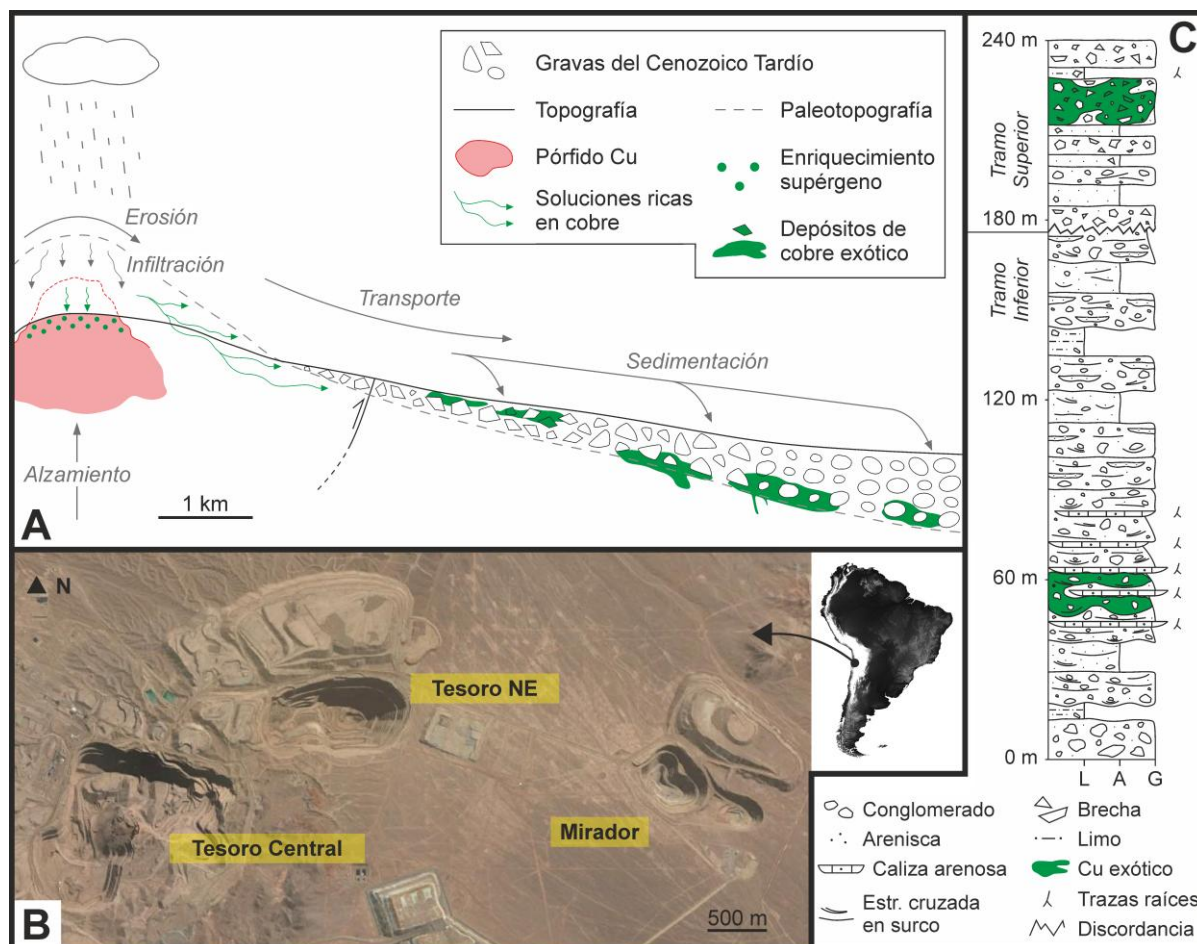 Gravas del Cenozoico Tardío
Topografía
Paleotopografía
Pórfido Cu
Enriquecimiento
supérgeno
Soluciones ricas
en cobre
Depósitos de
cobre exótico
Erosión
Infiltración
Transporte
Sedimentación
Alzamiento
1 km
A
N
Tesoro NE
Tesoro Central
Mirador
500 m
B
C
240 m
Tramo
Superior
180 m
Tramo
Inferior
120 m
60 m
0 m
L A G
Conglomerado
Brecha
Arenisca
Limo
Caliza arenosa
Cu exótico
Estr. cruzada
en surco
Trazas raíces
Discordancia